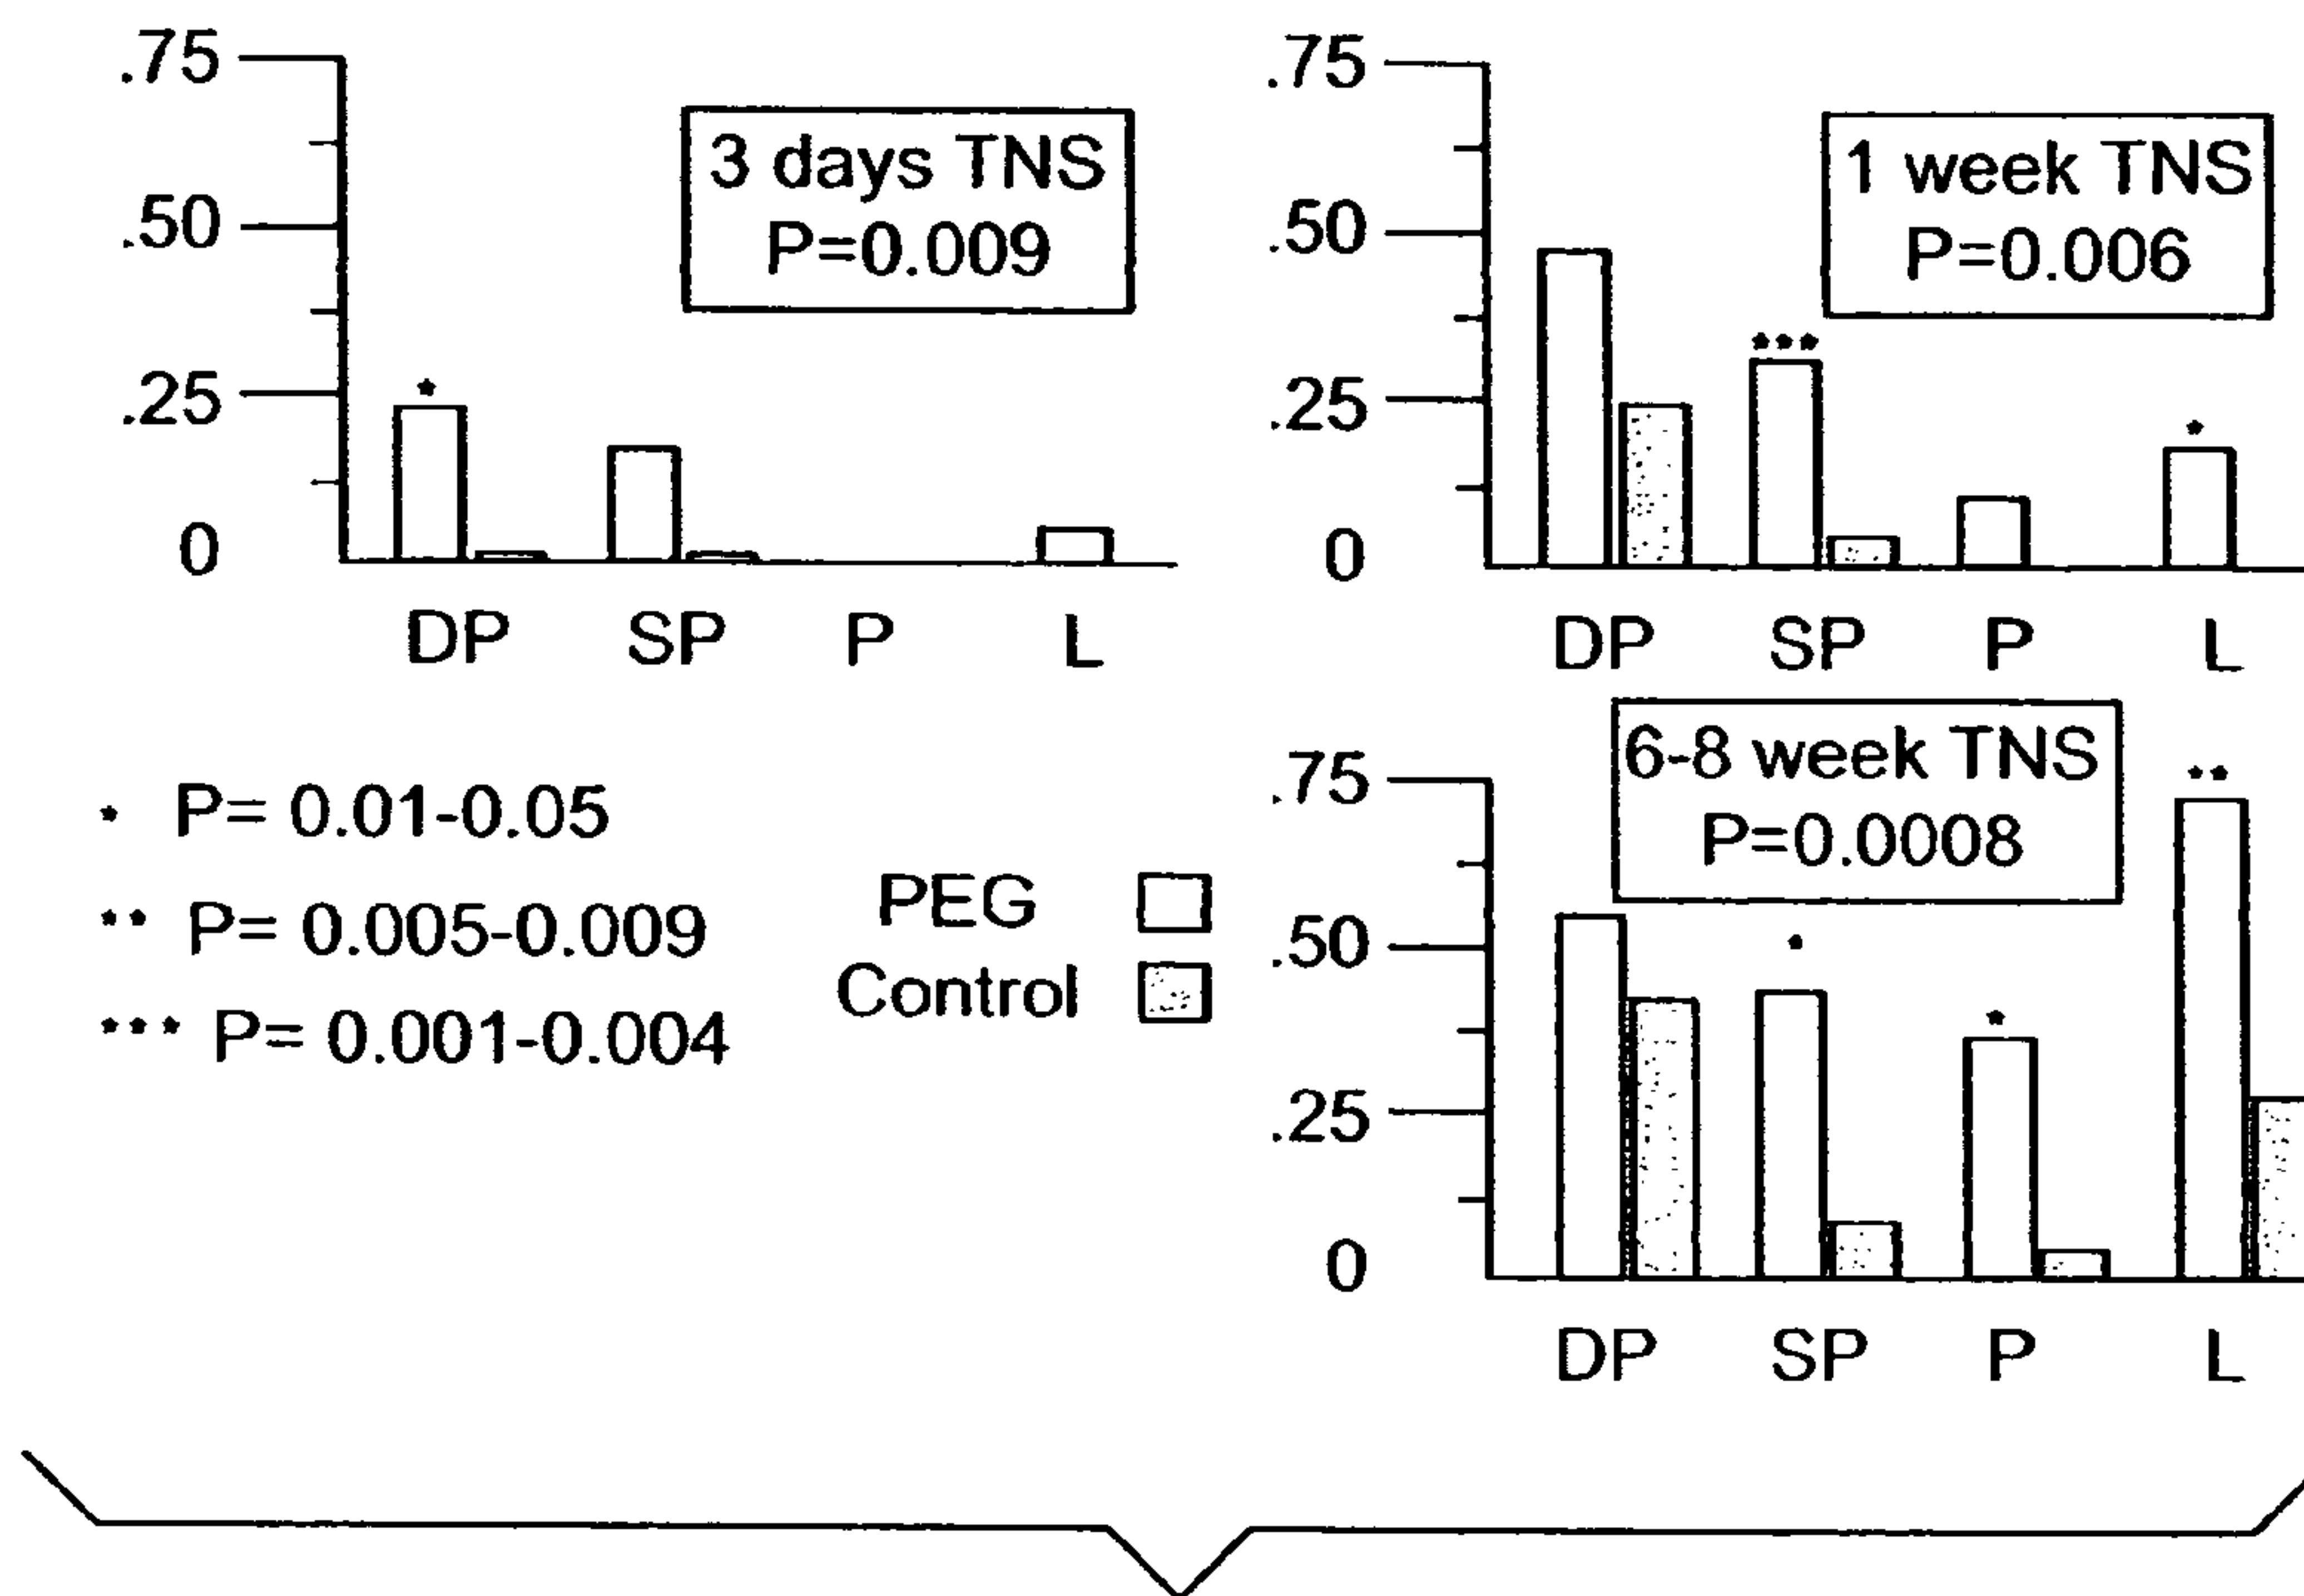 .75
3 days TNS
P=0.009
.50
.25
*
0
DP SP P L
.75
1 week TNS
P=0.006
.50
***
.25
*
0
DP SP P L
* P= 0.01-0.05
** P= 0.005-0.009
*** P= 0.001-0.004
PEG
Control
6-8 week TNS
P=0.0008
.75
**
.50
*
*
.25
0
DP SP P L